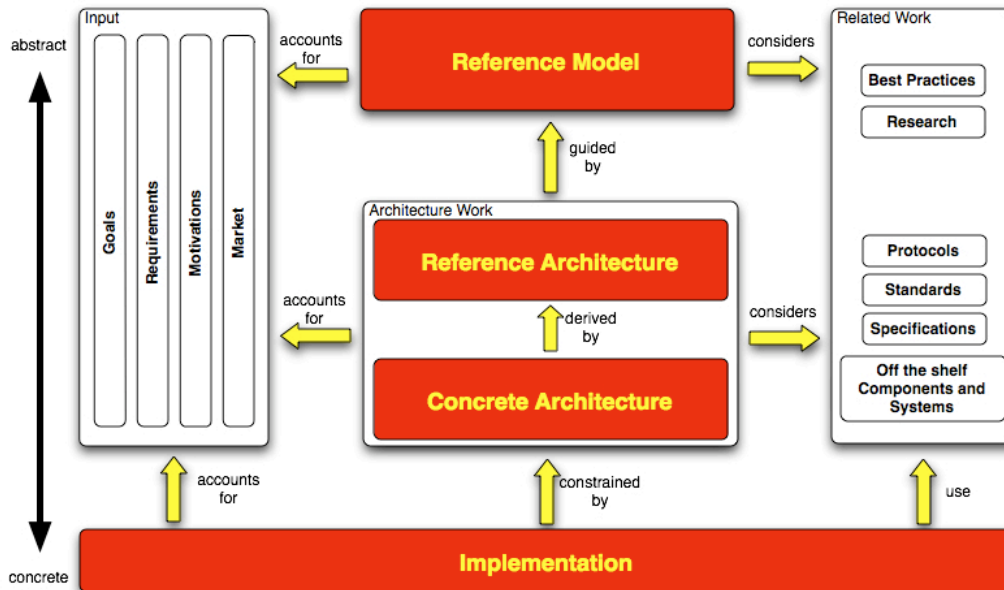 Input
Related Work
abstract
accounts
for
Reference Model
considers
Best Practices
Research
guided
by
Goals
Requirements
Motivations
Market
Architecture Work
Reference Architecture
Protocols
Standards
Specifications
accounts
for
derived
by
considers
Concrete Architecture
Off the shelf
Components and
Systems
accounts
for
constrained
by
use
Implementation
concrete